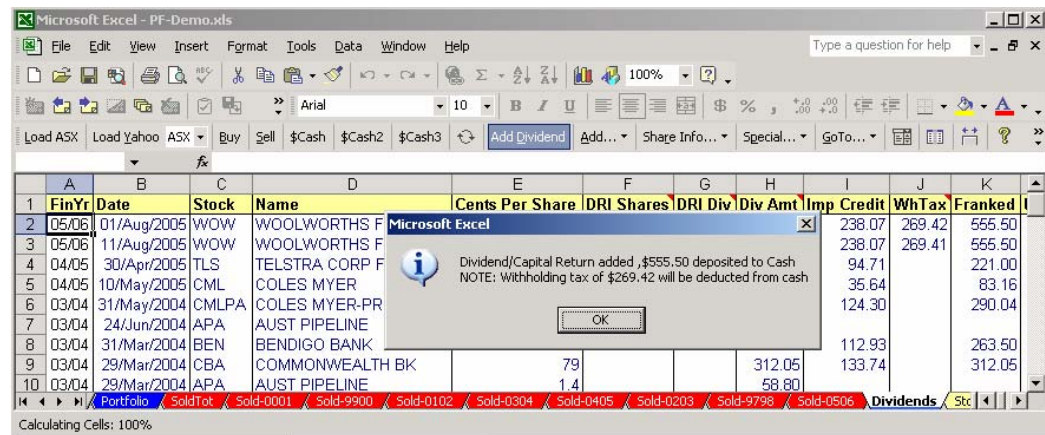 Microsoft Excel - PF-Demo.xls
File Edit View Insert Format Tools Data Window Help Type a question for help
100%
Arial 10 B I U $ % ,
Load ASX Load Yahoo ASX Buy Sell $Cash $Cash2 $Cash3 Add Dividend Add... Share Info... Special... GoTo...
fx
A B C D E F G H I J K
1 FinYr Date Stock Name Cents Per Share DRI Shares DRI Div Div Amt Imp Credit WhTax Franked
2 05/06 01/Aug/2005 WOW WOOLWORTHS F 238.07 269.42 555.50
3 05/06 11/Aug/2005 WOW WOOLWORTHS F 238.07 269.41 555.50
4 04/05 30/Apr/2005 TLS TELSTRA CORP F 94.71 221.00
5 04/05 10/May/2005 CML COLES MYER 35.64 83.16
6 03/04 31/May/2004 CMLPA COLES MYER-PR 124.30 290.04
7 03/04 24/Jun/2004 APA AUST PIPELINE
8 03/04 31/Mar/2004 BEN BENDIGO BANK 112.93 263.50
9 03/04 29/Mar/2004 CBA COMMONWEALTH BK 79 312.05 133.74 312.05
10 03/04 29/Mar/2004 APA AUST PIPELINE 1.4 58.80
Microsoft Excel
Dividend/Capital Return added ,$555.50 deposited to Cash
NOTE: Withholding tax of $269.42 will be deducted from cash
OK
Portfolio SoldTot Sold-0001 Sold-9900 Sold-0102 Sold-0304 Sold-0405 Sold-0203 Sold-9798 Sold-0506 Dividends Stc
Calculating Cells: 100%